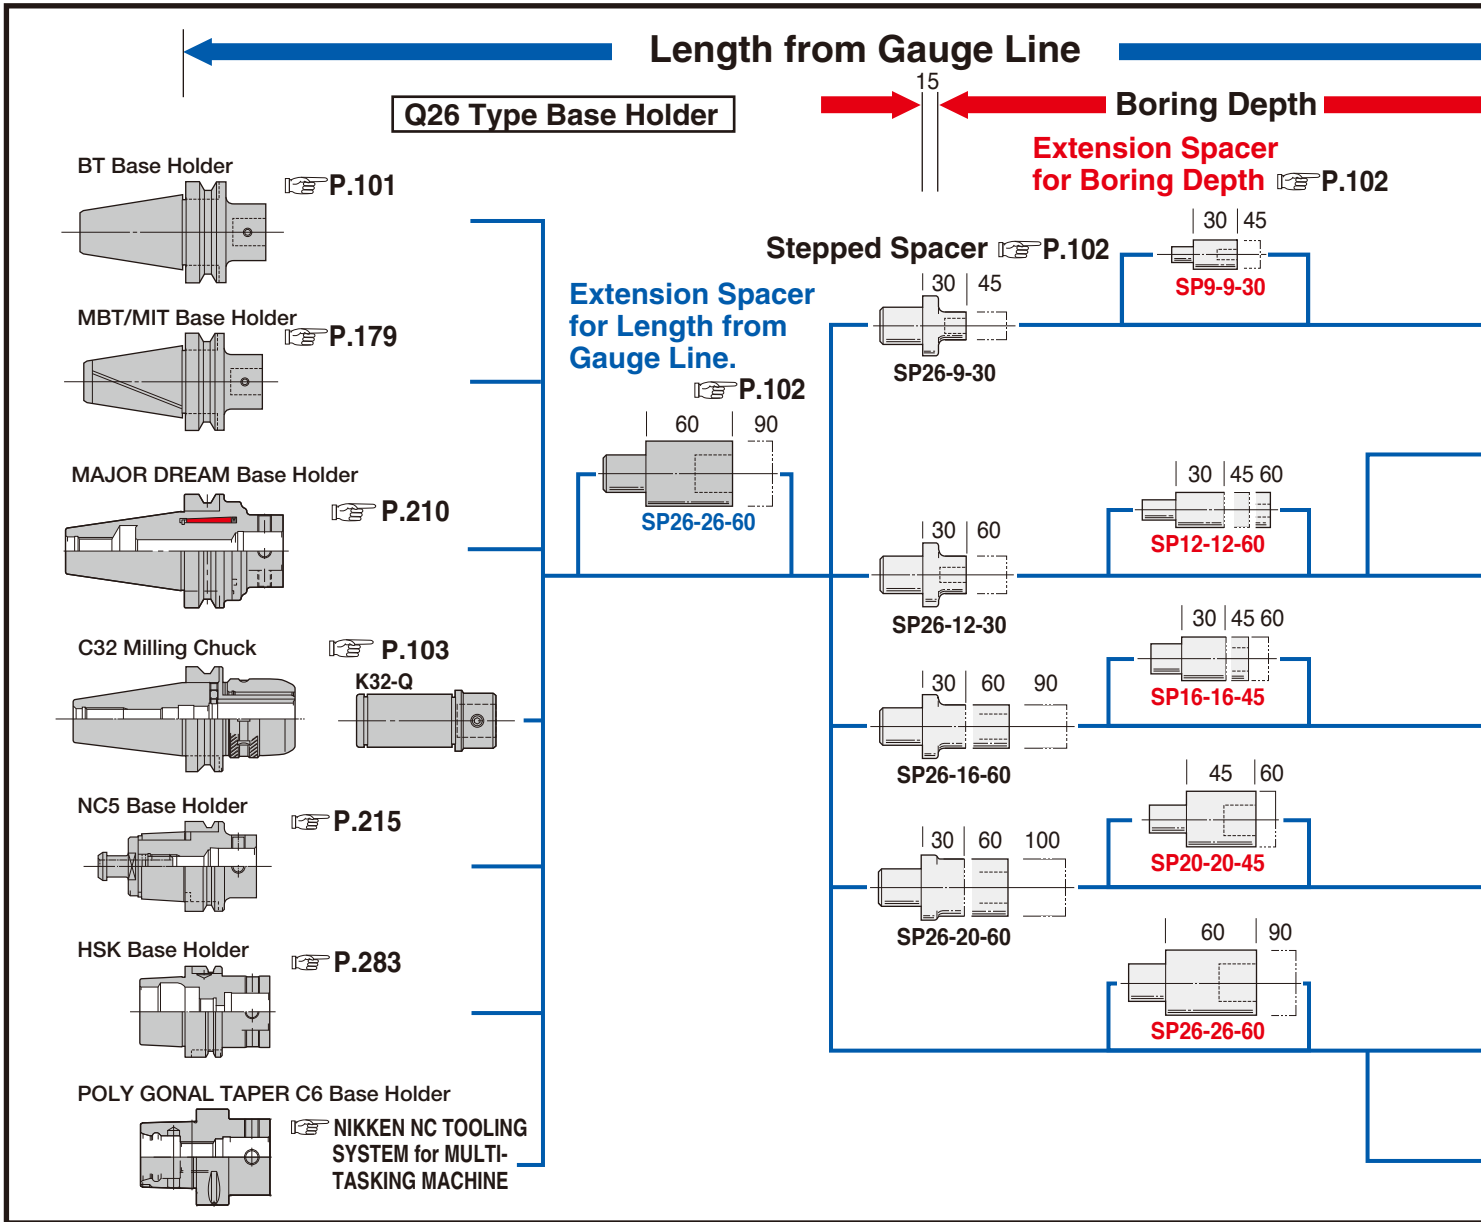 Length from Gauge Line
15
Q26 Type Base Holder
Boring Depth
Extension Spacer
for Boring Depth P.102
BT Base Holder
P.101
30 45
SP9-9-30
Stepped Spacer P.102
30 45
SP26-9-30
Extension Spacer
for Length from
Gauge Line.
P.102
60 90
SP26-26-60
MBT/MIT Base Holder
P.179
MAJOR DREAM Base Holder
P.210
30 45 60
SP12-12-60
30 60
SP26-12-30
C32 Milling Chuck
P.103
K32-Q
30 45 60
SP16-16-45
30 60 90
SP26-16-60
NC5 Base Holder
P.215
45 60
SP20-20-45
30 60 100
SP26-20-60
HSK Base Holder
P.283
60 90
SP26-26-60
POLY GONAL TAPER C6 Base Holder
NIKKEN NC TOOLING
SYSTEM for MULTI-
TASKING MACHINE